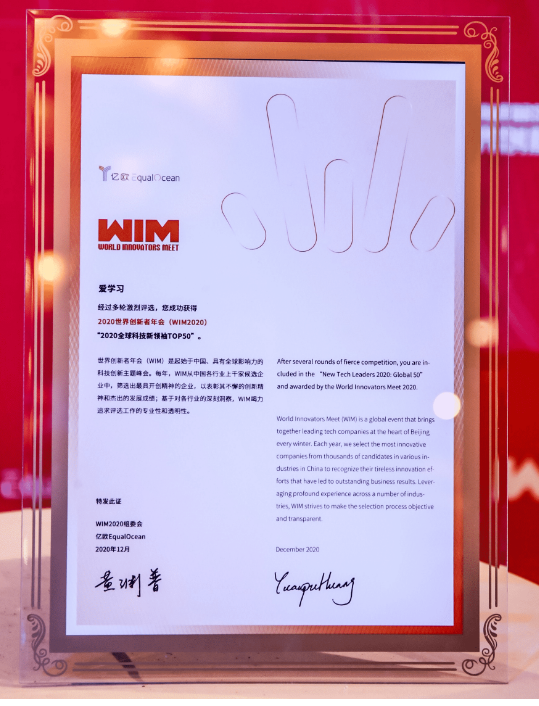 亿欧 EqualOcean
WIM
WORLD INNOVATORS MEET
爱学习
经过多轮激烈评选，您成功获得
2020世界创新者年会（WIM2020）
“2020全球科技新领袖TOP50”。
世界创新者年会（WIM）是起始于中国、具有全球影响力的
科技创新主题峰会。每年，WIM从中国各行业上千家候选企
业中，筛选出最具开创精神的企业，以表彰其不懈的创新精
神和杰出的发展成绩；基于对各行业的深刻洞察，WIM竭力
追求评选工作的专业性和透明性。
特发此证
WIM2020组委会
亿欧EqualOcean
2020年12月
After several rounds of fierce competition, you are in-
cluded in the “New Tech Leaders 2020: Global 50”
and awarded by the World Innovators Meet 2020.
World Innovators Meet (WIM) is a global event that brings
together leading tech companies at the heart of Beijing
every winter. Each year, we select the most innovative
companies from thousands of candidates in various in-
dustries in China to recognize their tireless innovation ef-
forts that have led to outstanding business results. Lever-
aging profound experience across a number of indus-
tries, WIM strives to make the selection process objective
and transparent.
December 2020